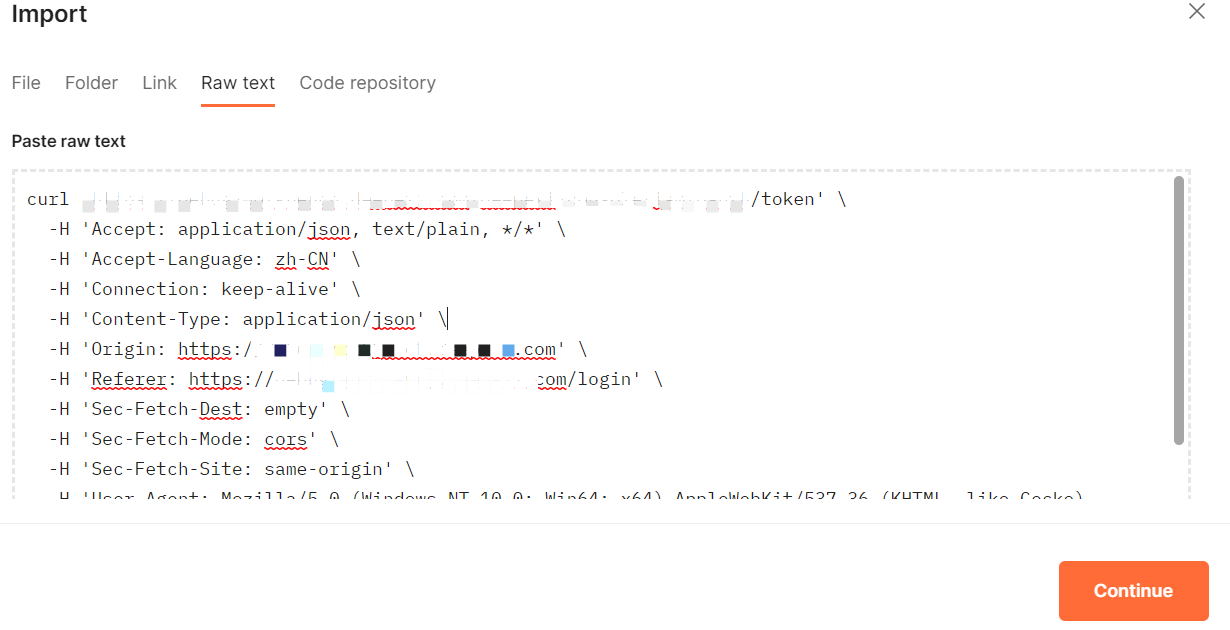 Import
File Folder Link Raw text Code repository
Paste raw text
curl /token' \
-H 'Accept: application/json, text/plain, */*' \
-H 'Accept-Language: zh-CN' \
-H 'Connection: keep-alive' \
-H 'Content-Type: application/json' \
-H 'Origin: https:/ .com' \
-H 'Referer: https:// com/login' \
-H 'Sec-Fetch-Dest: empty' \
-H 'Sec-Fetch-Mode: cors' \
-H 'Sec-Fetch-Site: same-origin' \
-H 'User-Agent: Mozilla/5.0 (Windows NT 10.0; Win64; x64) AppleWebKit/537.36 (KHTML, like Gecko)
Continue